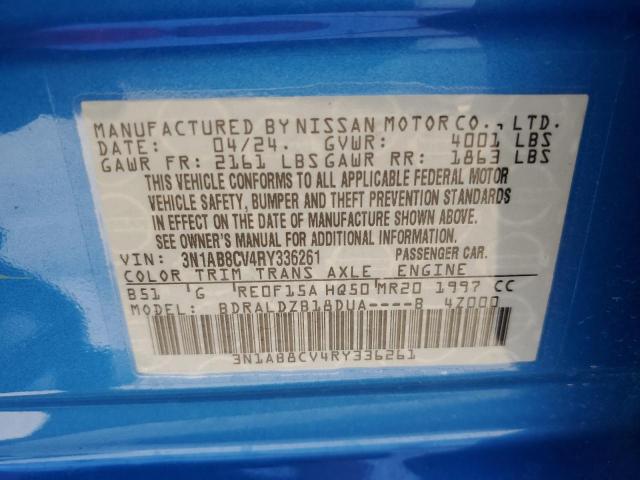 MANUFACTURED BY NISSAN MOTOR CO., LTD.
DATE: 04/24. GVWR: 4001 LBS
GAWR FR: 2161 LBS GAWR RR: 1863 LBS
THIS VEHICLE CONFORMS TO ALL APPLICABLE FEDERAL MOTOR
VEHICLE SAFETY, BUMPER AND THEFT PREVENTION STANDARDS
IN EFFECT ON THE DATE OF MANUFACTURE SHOWN ABOVE.
SEE OWNER'S MANUAL FOR ADDITIONAL INFORMATION.
VIN: 3N1AB8CV4RY336261 PASSENGER CAR.
COLOR TRIM TRANS AXLE ENGINE
B51 G RE0F15A HQ50 MR20 1997 CC
MODEL: BDRALDZB18DUA----B 4Z000
3N1AB8CV4RY336261